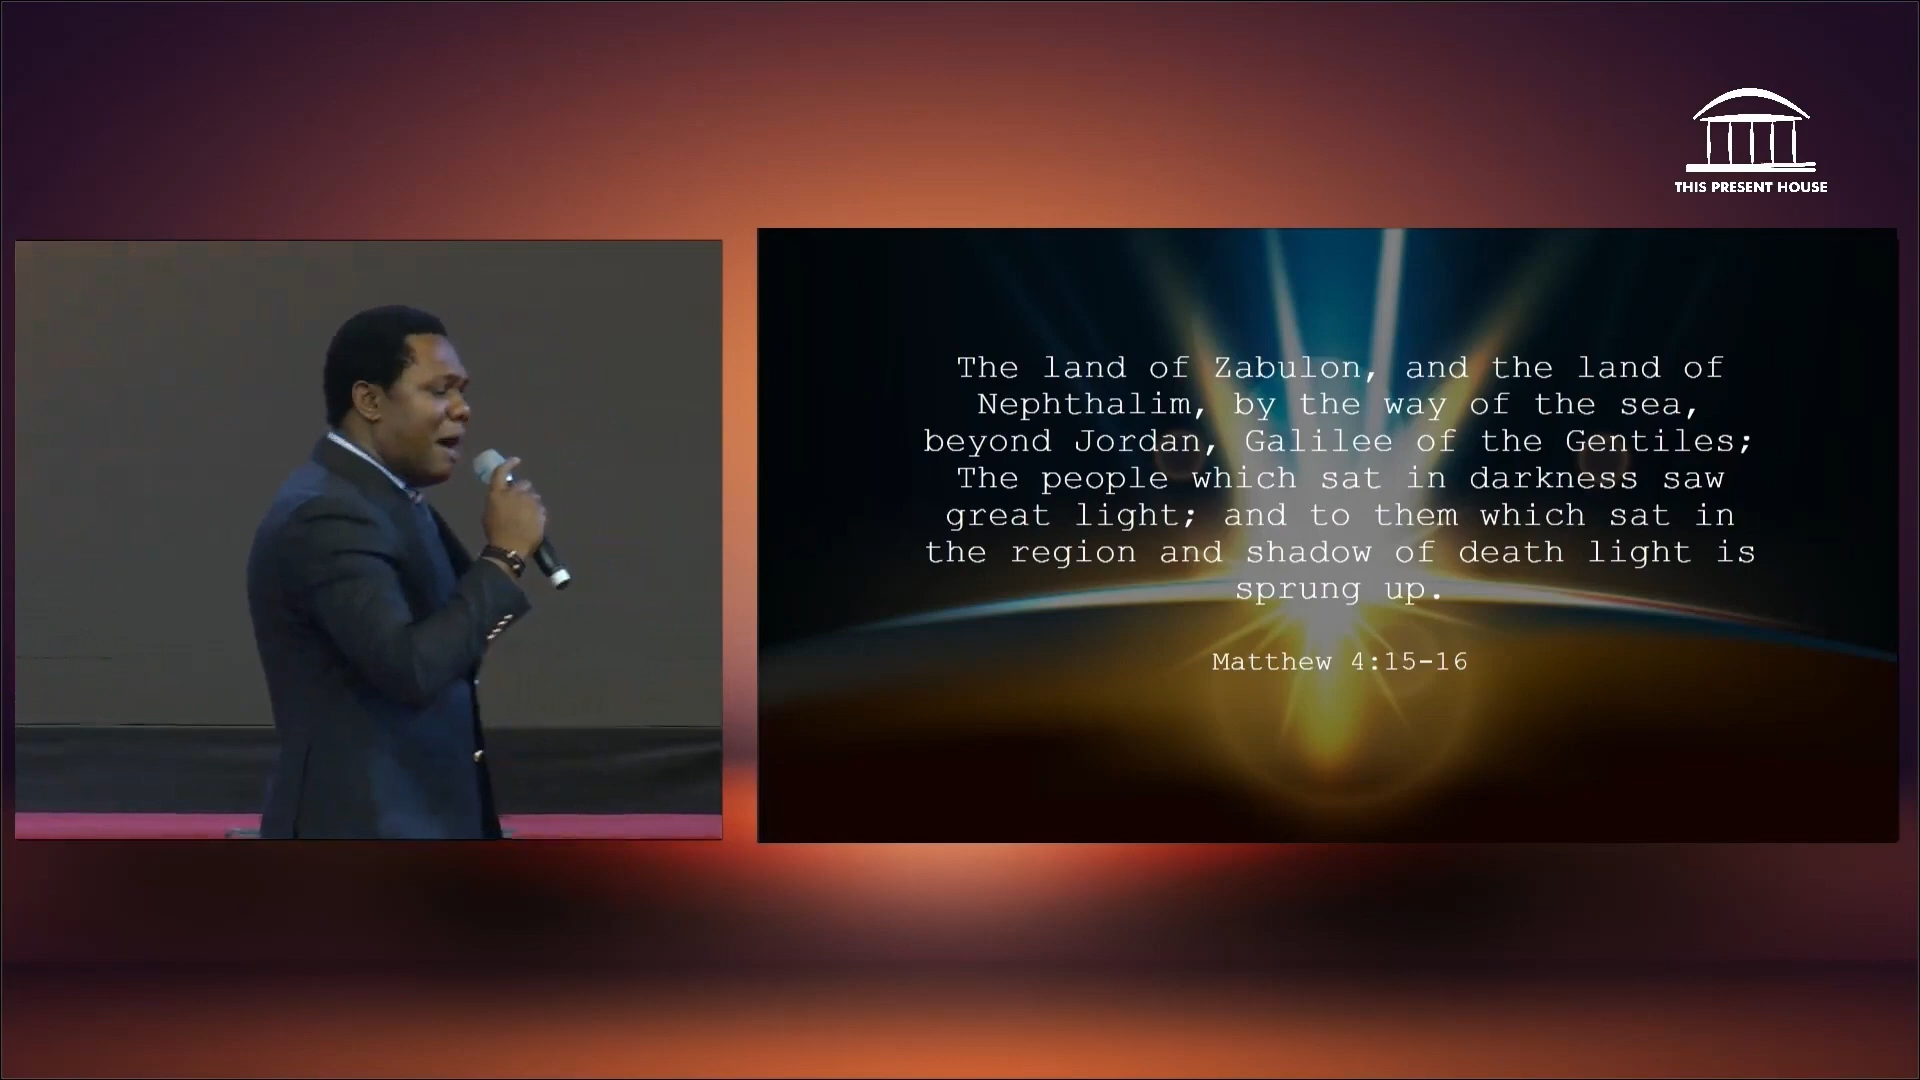 THIS PRESENT HOUSE
The land of Zabulon, and the land of
Nephthalim, by the way of the sea,
beyond Jordan, Galilee of the Gentiles;
The people which sat in darkness saw
great light; and to them which sat in
the region and shadow of death light is
sprung up.
Matthew 4:15-16